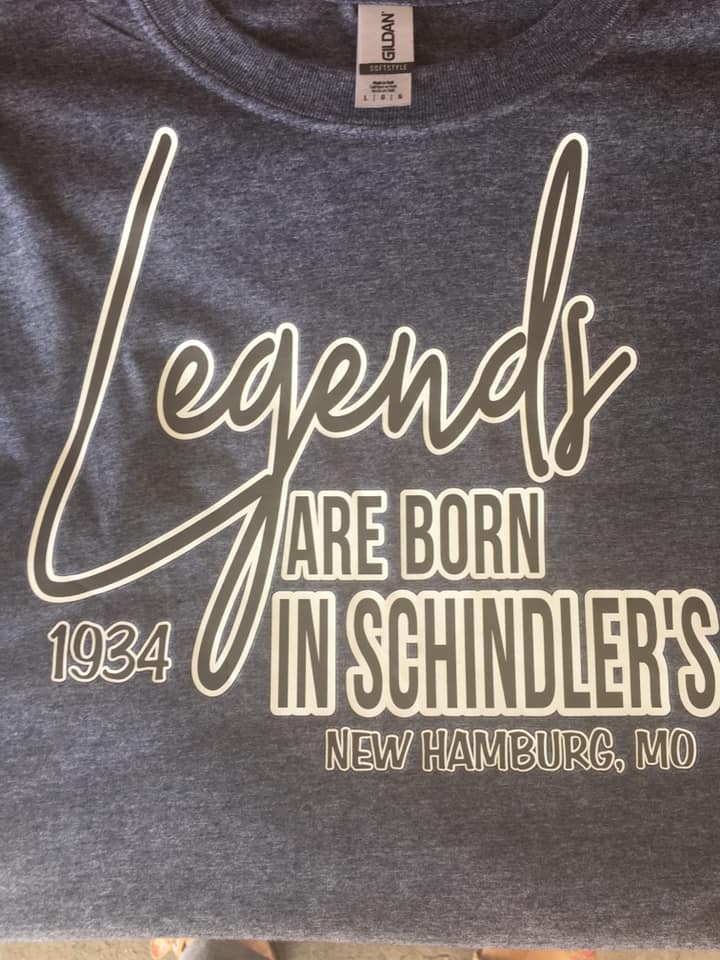 GILDAN
SOFTSTYLE
L | G | G
Legends
ARE BORN
IN SCHINDLER'S
1934
NEW HAMBURG, MO